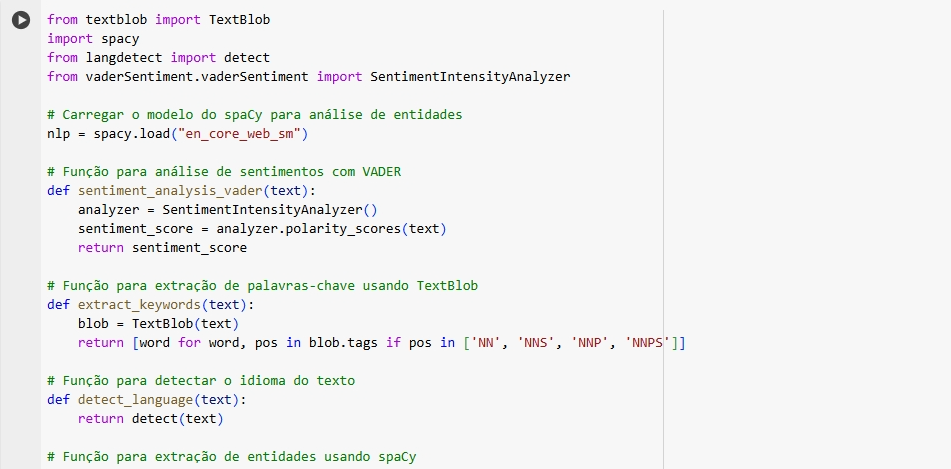 from textblob import TextBlob
import spacy
from langdetect import detect
from vaderSentiment.vaderSentiment import SentimentIntensityAnalyzer

# Carregar o modelo do spaCy para análise de entidades
nlp = spacy.load("en_core_web_sm")

# Função para análise de sentimentos com VADER
def sentiment_analysis_vader(text):
    analyzer = SentimentIntensityAnalyzer()
    sentiment_score = analyzer.polarity_scores(text)
    return sentiment_score

# Função para extração de palavras-chave usando TextBlob
def extract_keywords(text):
    blob = TextBlob(text)
    return [word for word, pos in blob.tags if pos in ['NN', 'NNS', 'NNP', 'NNPS']]

# Função para detectar o idioma do texto
def detect_language(text):
    return detect(text)

# Função para extração de entidades usando spaCy